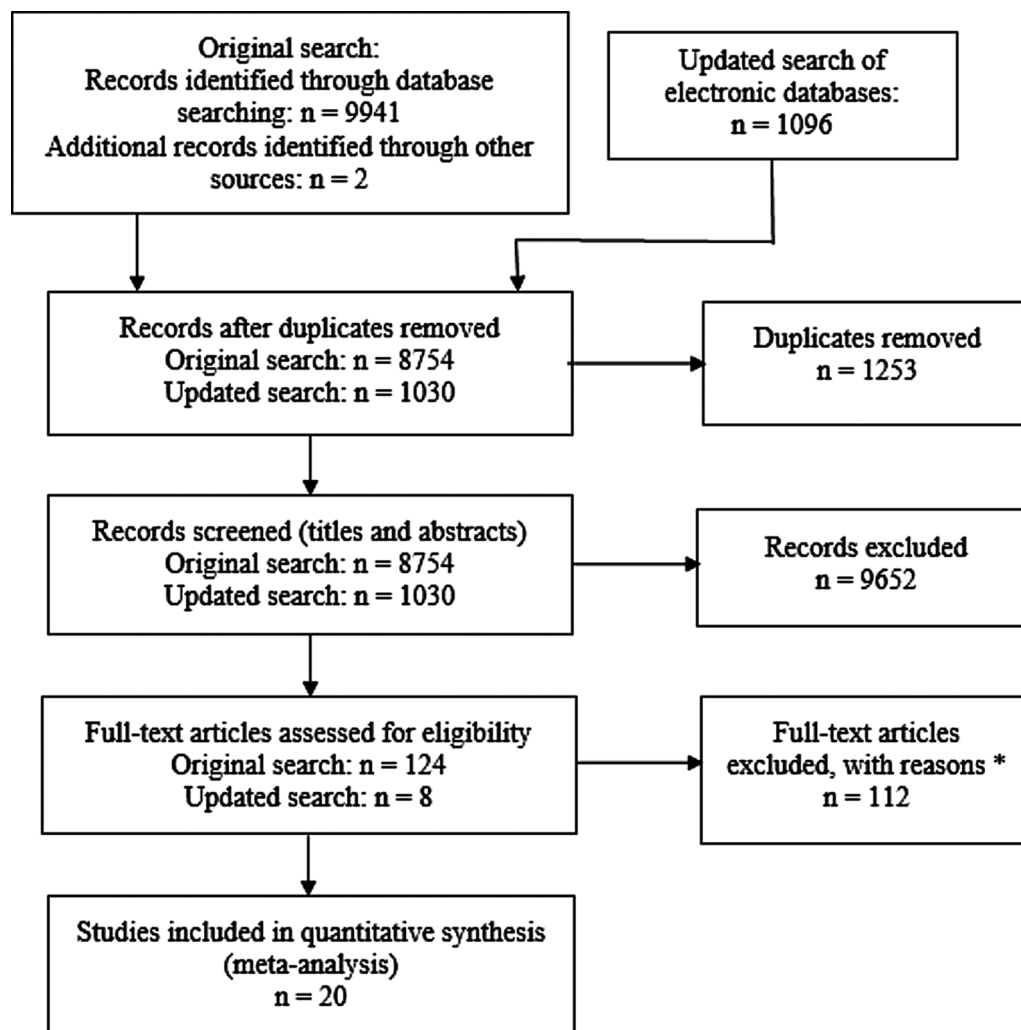 Original search:
Records identified through database
searching: n = 9941
Additional records identified through other
sources: n = 2
Updated search of
electronic databases:
n = 1096
Records after duplicates removed
Original search: n = 8754
Updated search: n = 1030
Duplicates removed
n = 1253
Records screened (titles and abstracts)
Original search: n = 8754
Updated search: n = 1030
Records excluded
n = 9652
Full-text articles assessed for eligibility
Original search: n = 124
Updated search: n = 8
Full-text articles
excluded, with reasons *
n = 112
Studies included in quantitative synthesis
(meta-analysis)
n = 20